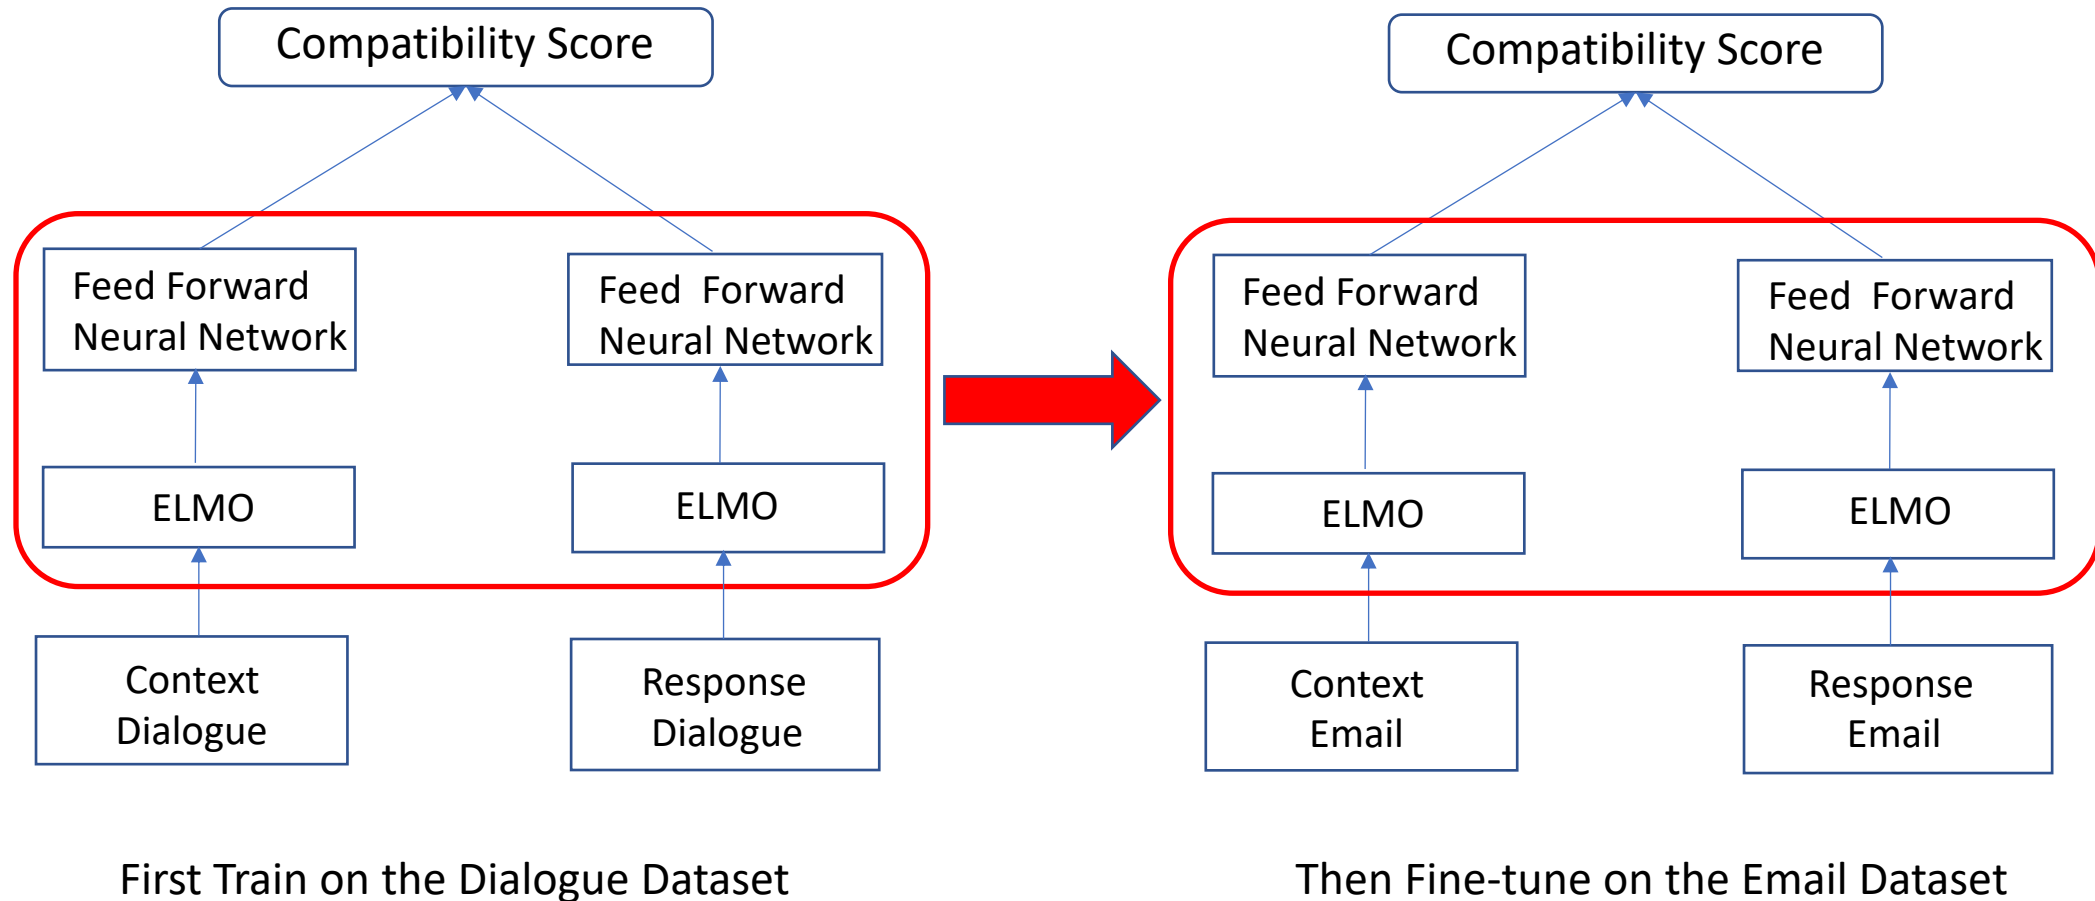 Compatibility Score
Feed Forward
Neural Network
Feed  Forward
Neural Network
ELMO
ELMO
Context
Dialogue
Response
Dialogue
First Train on the Dialogue Dataset
Compatibility Score
Feed Forward
Neural Network
Feed  Forward
Neural Network
ELMO
ELMO
Context
Email
Response
Email
Then Fine-tune on the Email Dataset